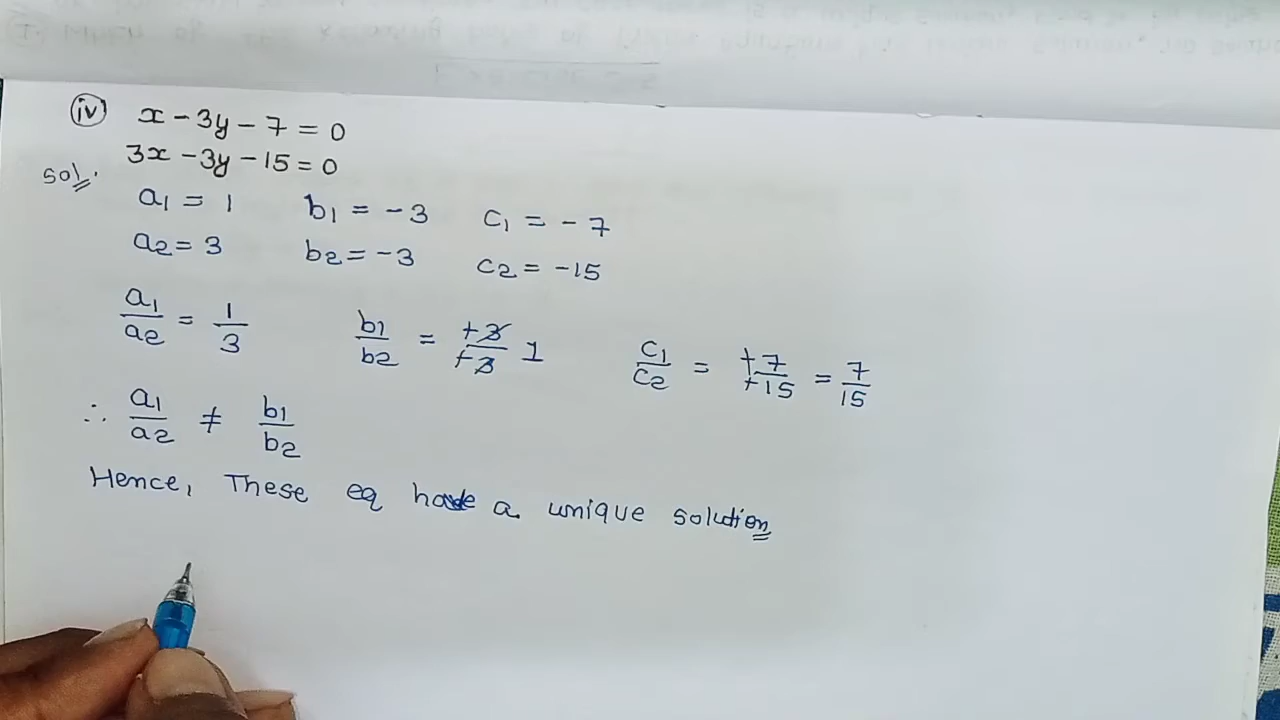 (iv) x - 3y - 7 = 0
3x - 3y - 15 = 0
Sol.
a1 = 1 b1 = -3 c1 = -7
a2 = 3 b2 = -3 c2 = -15
a1/a2 = 1/3 b1/b2 = +3/+3 1 c1/c2 = +7/+15 = 7/15
∴ a1/a2 ≠ b1/b2
Hence, These eq have a unique solution